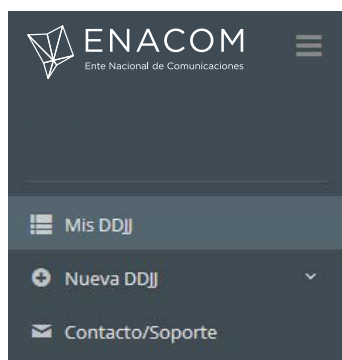 ENACOM
Ente Nacional de Comunicaciones
Mis DDJJ
Nueva DDJJ
Contacto/Soporte